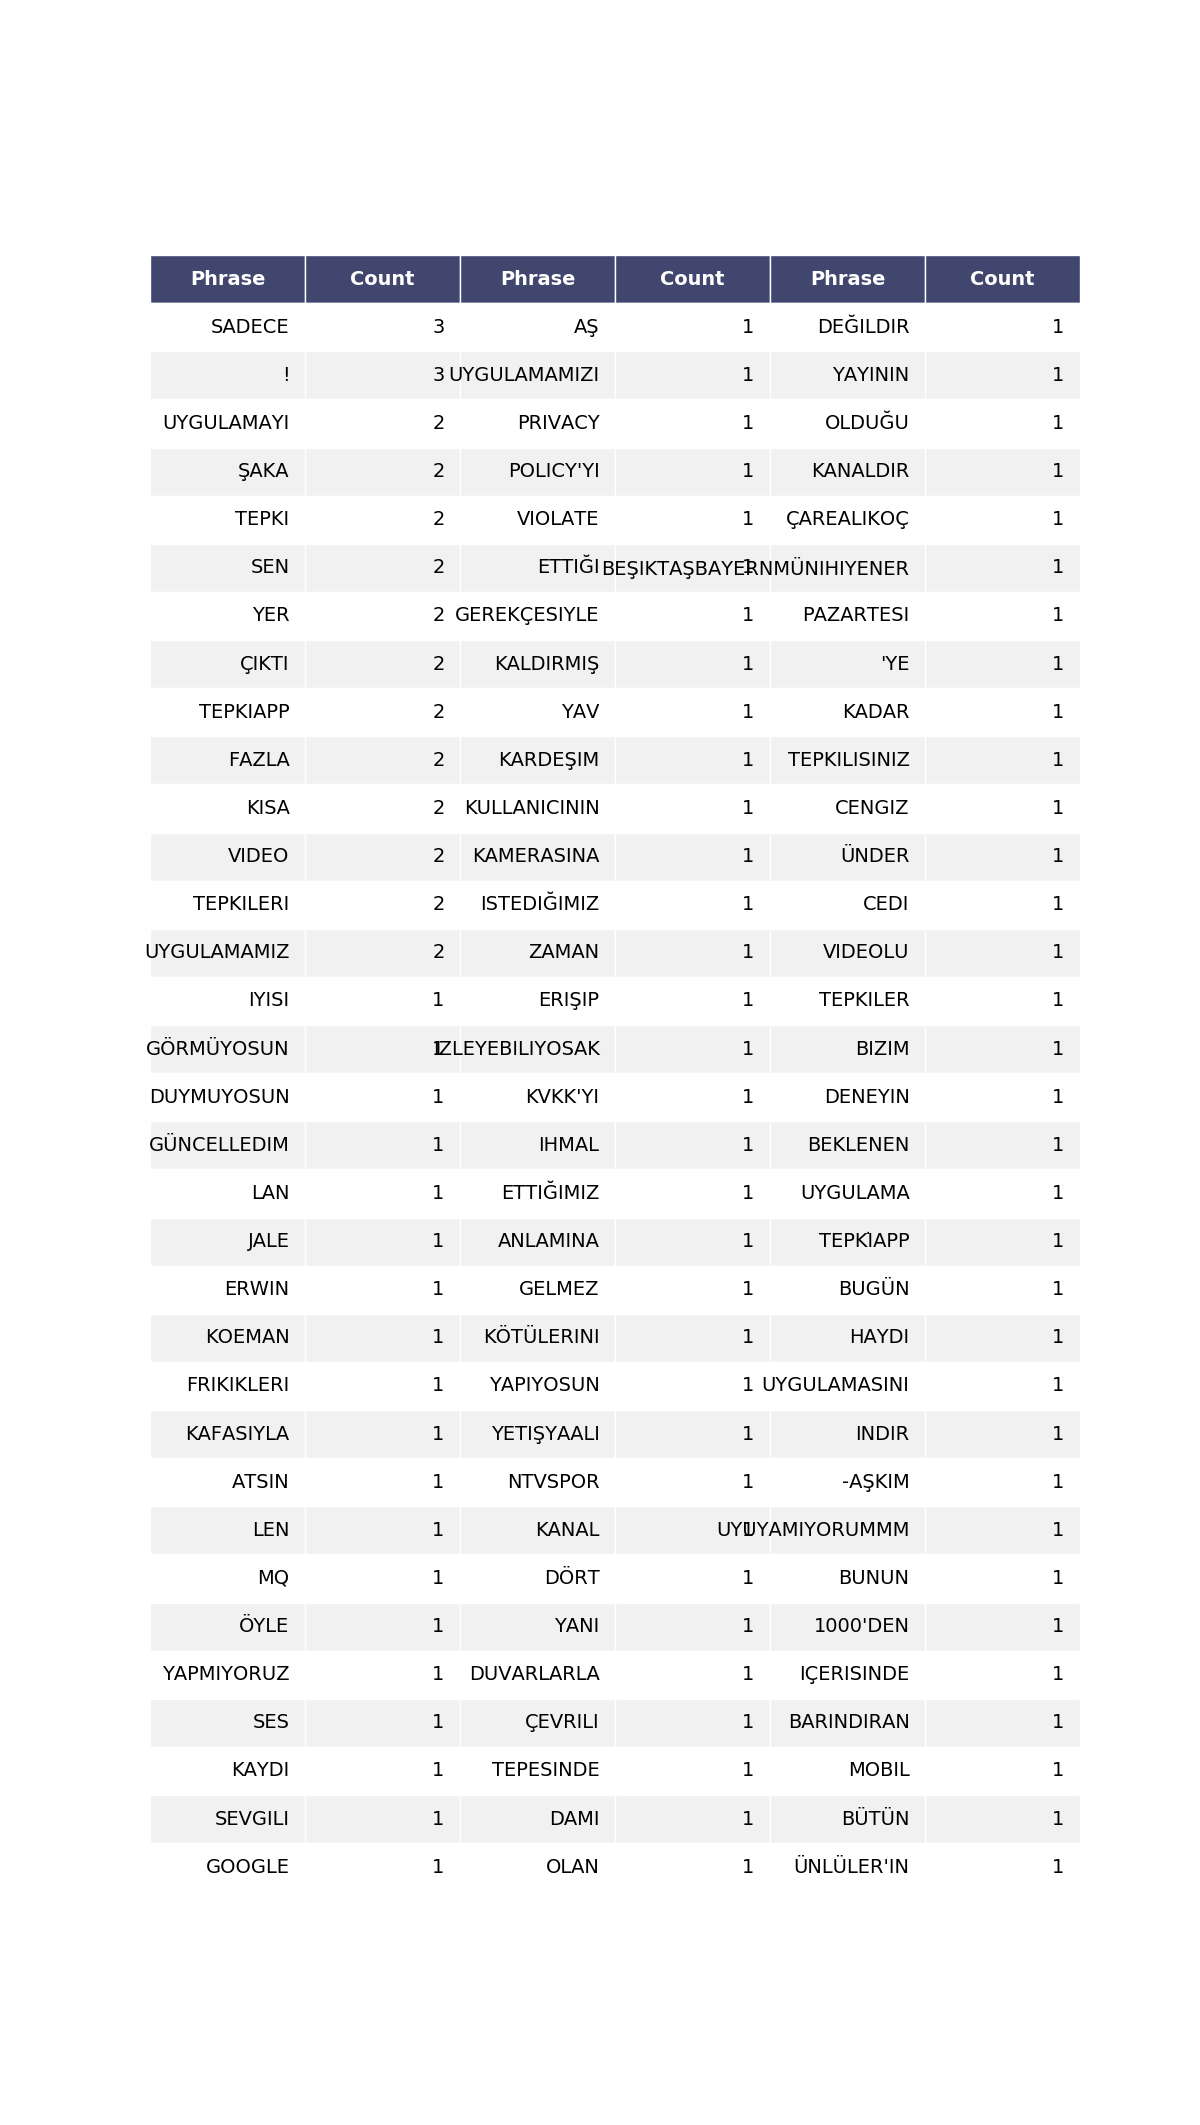 Phrase Count Phrase Count Phrase Count
SADECE 3 AŞ 1 DEĞILDIR 1
! 3 UYGULAMAMIZI 1 YAYININ 1
UYGULAMAYI 2 PRIVACY 1 OLDUĞU 1
ŞAKA 2 POLICY'YI 1 KANALDIR 1
TEPKI 2 VIOLATE 1 ÇAREALIKOÇ 1
SEN 2 ETTIĞI 1 BEŞIKTAŞBAYERNMÜNIHIYENER 1
YER 2 GEREKÇESIYLE 1 PAZARTESI 1
ÇIKTI 2 KALDIRMIŞ 1 'YE 1
TEPKIAPP 2 YAV 1 KADAR 1
FAZLA 2 KARDEŞIM 1 TEPKILISINIZ 1
KISA 2 KULLANICININ 1 CENGIZ 1
VIDEO 2 KAMERASINA 1 ÜNDER 1
TEPKILERI 2 ISTEDIĞIMIZ 1 CEDI 1
UYGULAMAMIZ 2 ZAMAN 1 VIDEOLU 1
IYISI 1 ERIŞIP 1 TEPKILER 1
GÖRMÜYOSUN 1 IZLEYEBILIYOSAK 1 BIZIM 1
DUYMUYOSUN 1 KVKK'YI 1 DENEYIN 1
GÜNCELLEDIM 1 IHMAL 1 BEKLENEN 1
LAN 1 ETTIĞIMIZ 1 UYGULAMA 1
JALE 1 ANLAMINA 1 TEPKİAPP 1
ERWIN 1 GELMEZ 1 BUGÜN 1
KOEMAN 1 KÖTÜLERINI 1 HAYDI 1
FRIKIKLERI 1 YAPIYOSUN 1 UYGULAMASINI 1
KAFASIYLA 1 YETIŞYAALI 1 INDIR 1
ATSIN 1 NTVSPOR 1 -AŞKIM 1
LEN 1 KANAL 1 UYUYAMIYORUMMM 1
MQ 1 DÖRT 1 BUNUN 1
ÖYLE 1 YANI 1 1000'DEN 1
YAPMIYORUZ 1 DUVARLARLA 1 IÇERISINDE 1
SES 1 ÇEVRILI 1 BARINDIRAN 1
KAYDI 1 TEPESINDE 1 MOBIL 1
SEVGILI 1 DAMI 1 BÜTÜN 1
GOOGLE 1 OLAN 1 ÜNLÜLER'IN 1